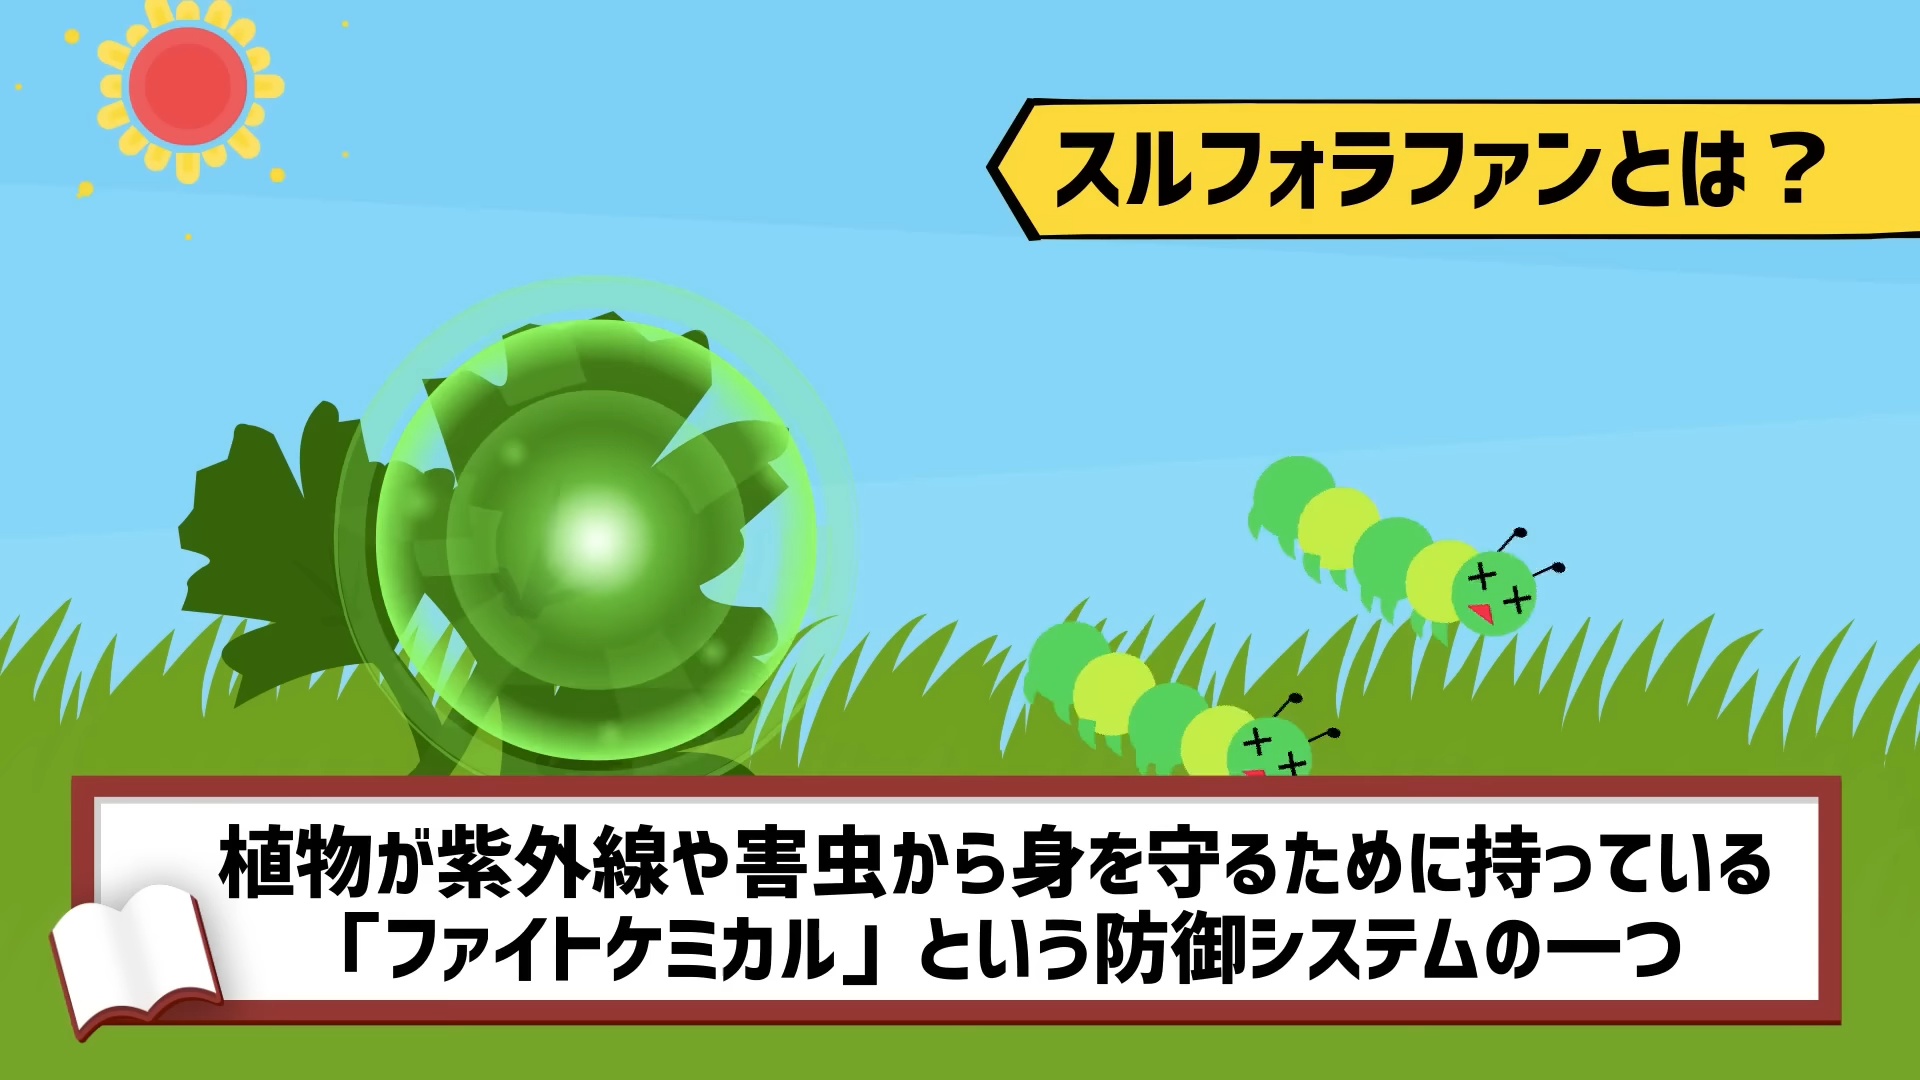 スルフォラファンとは？
植物が紫外線や害虫から身を守るために持っている
「ファイトケミカル」という防御システムの一つ